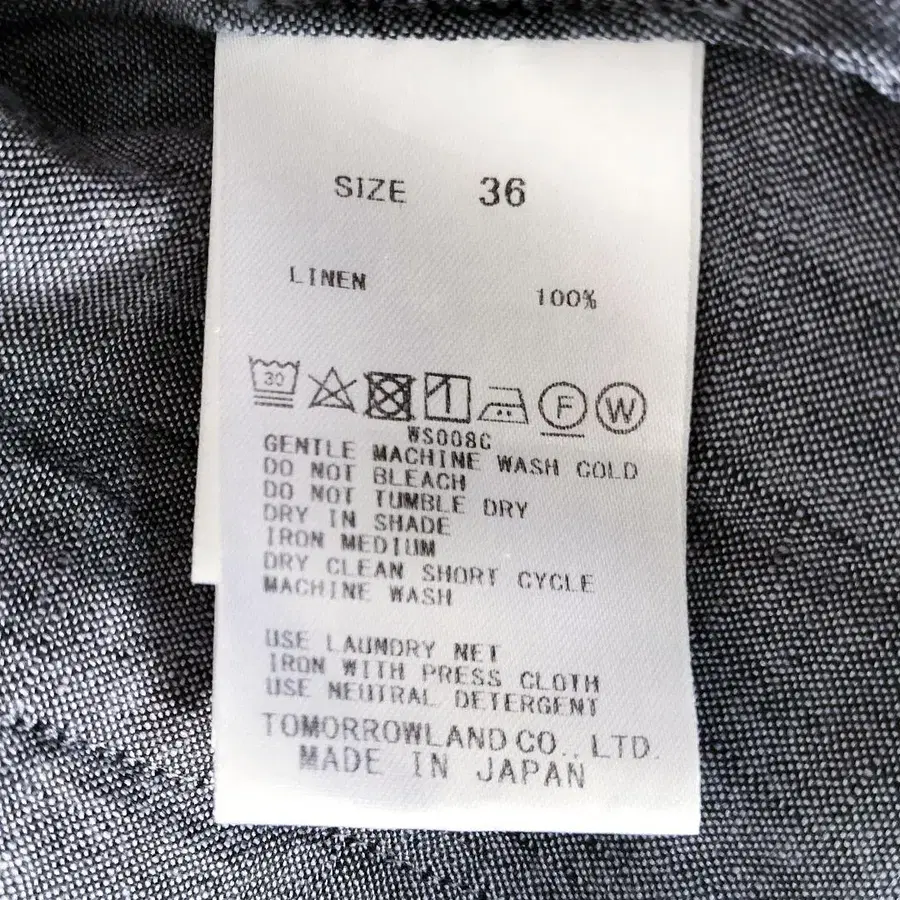 SIZE 36
LINEN 100%
30 F W
WS008C
GENTLE MACHINE WASH COLD
DO NOT BLEACH
DO NOT TUMBLE DRY
DRY IN SHADE
IRON MEDIUM
DRY CLEAN SHORT CYCLE
MACHINE WASH
USE LAUNDRY NET
IRON WITH PRESS CLOTH
USE NEUTRAL DETERGENT
TOMORROWLAND CO., LTD.
MADE IN JAPAN